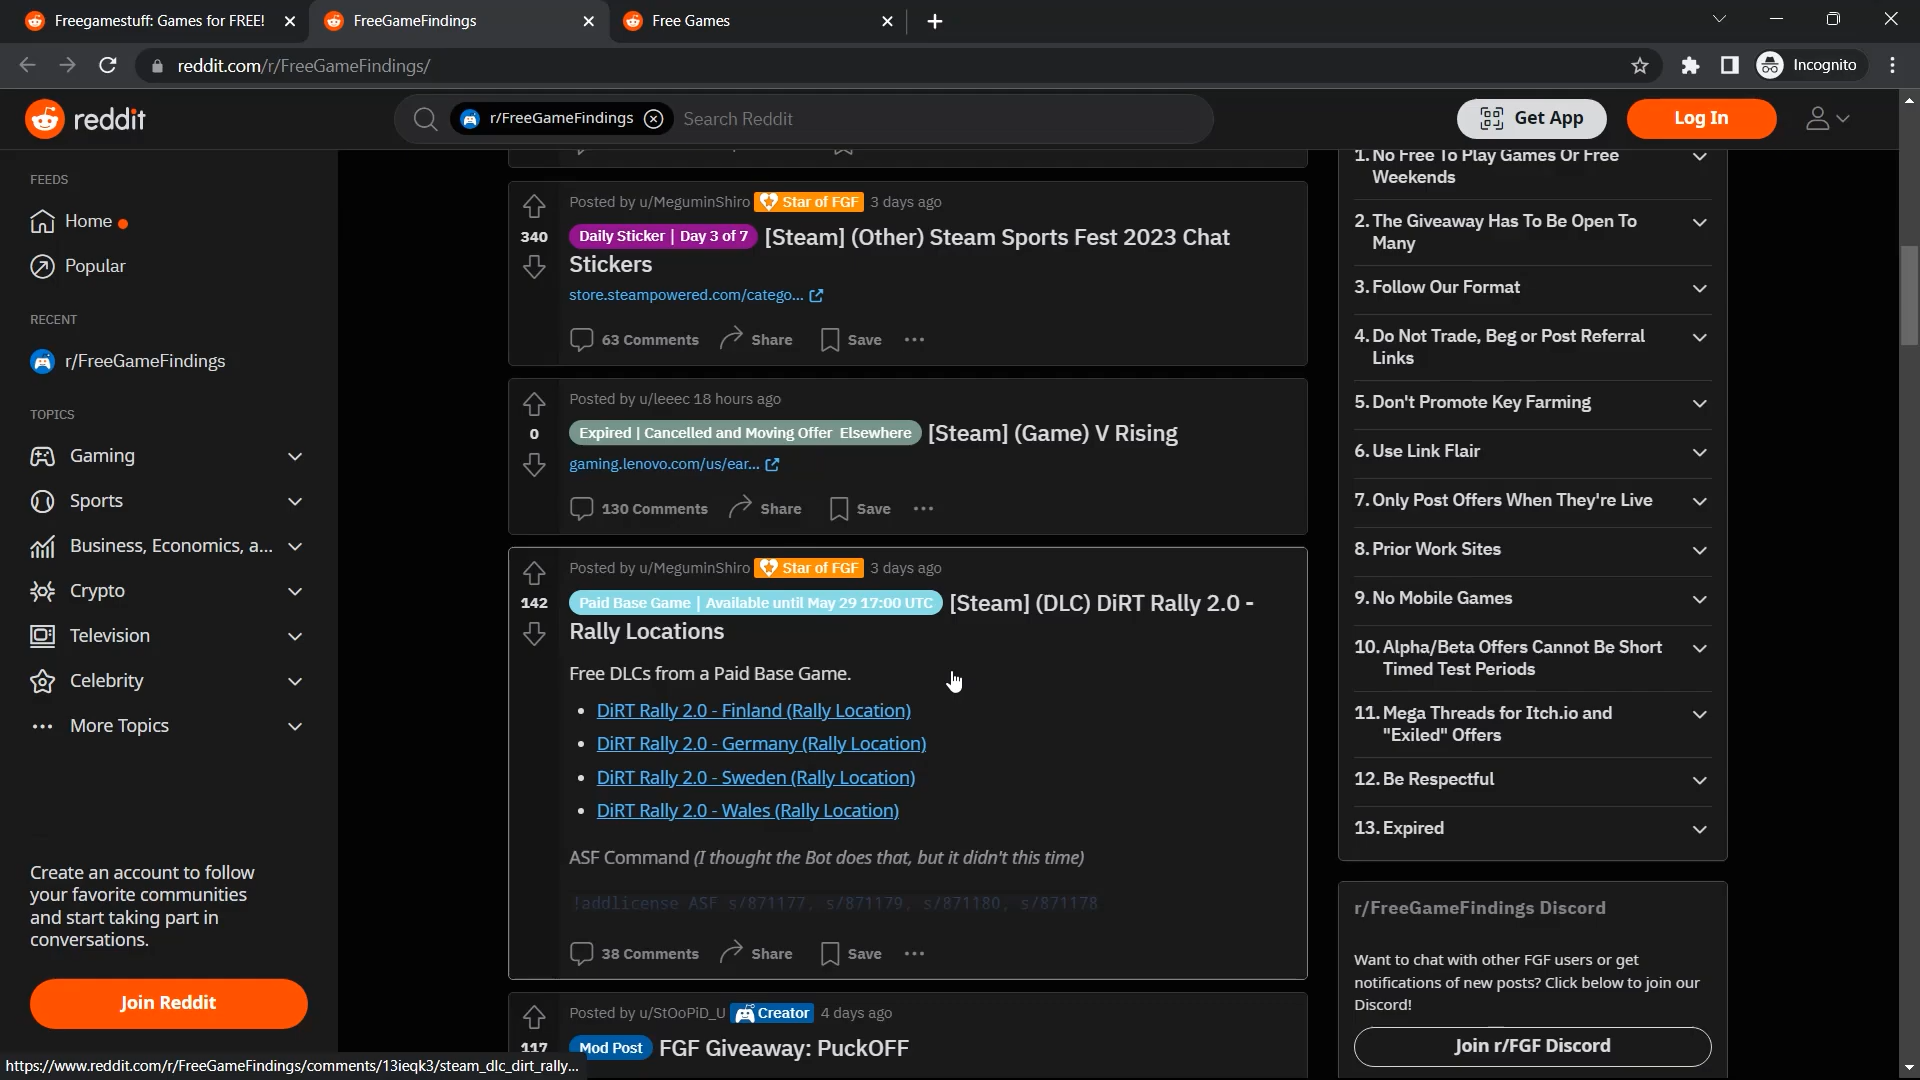 Freegamestuff: Games for FREE!
FreeGameFindings
Free Games
reddit.com/r/FreeGameFindings/
Incognito
reddit
r/FreeGameFindings
Search Reddit
Get App
Log In
FEEDS
Home
Popular
RECENT
r/FreeGameFindings
TOPICS
Gaming
Sports
Business, Economics, a...
Crypto
Television
Celebrity
More Topics
Create an account to follow
your favorite communities
and start taking part in
conversations.
Join Reddit
Posted by u/MeguminShiro Star of FGF 3 days ago
340
Daily Sticker | Day 3 of 7 [Steam] (Other) Steam Sports Fest 2023 Chat
Stickers
store.steampowered.com/catego...
63 Comments Share Save
Posted by u/leeec 18 hours ago
0
Expired | Cancelled and Moving Offer Elsewhere [Steam] (Game) V Rising
gaming.lenovo.com/us/ear...
130 Comments Share Save
Posted by u/MeguminShiro Star of FGF 3 days ago
142
Paid Base Game | Available until May 29 17:00 UTC [Steam] (DLC) DiRT Rally 2.0 -
Rally Locations
Free DLCs from a Paid Base Game.
• DiRT Rally 2.0 - Finland (Rally Location)
• DiRT Rally 2.0 - Germany (Rally Location)
• DiRT Rally 2.0 - Sweden (Rally Location)
• DiRT Rally 2.0 - Wales (Rally Location)
ASF Command (I thought the Bot does that, but it didn't this time)
!addlicense ASF s/871177, s/871179, s/871180, s/871178
38 Comments Share Save
Posted by u/StOoPiD_U Creator 4 days ago
117
Mod Post FGF Giveaway: PuckOFF
1. No Free To Play Games Or Free
Weekends
2. The Giveaway Has To Be Open To
Many
3. Follow Our Format
4. Do Not Trade, Beg or Post Referral
Links
5. Don't Promote Key Farming
6. Use Link Flair
7. Only Post Offers When They're Live
8. Prior Work Sites
9. No Mobile Games
10. Alpha/Beta Offers Cannot Be Short
Timed Test Periods
11. Mega Threads for Itch.io and
"Exiled" Offers
12. Be Respectful
13. Expired
r/FreeGameFindings Discord
Want to chat with other FGF users or get
notifications of new posts? Click below to join our
Discord!
Join r/FGF Discord
https://www.reddit.com/r/FreeGameFindings/comments/13ieqk3/steam_dlc_dirt_rally...